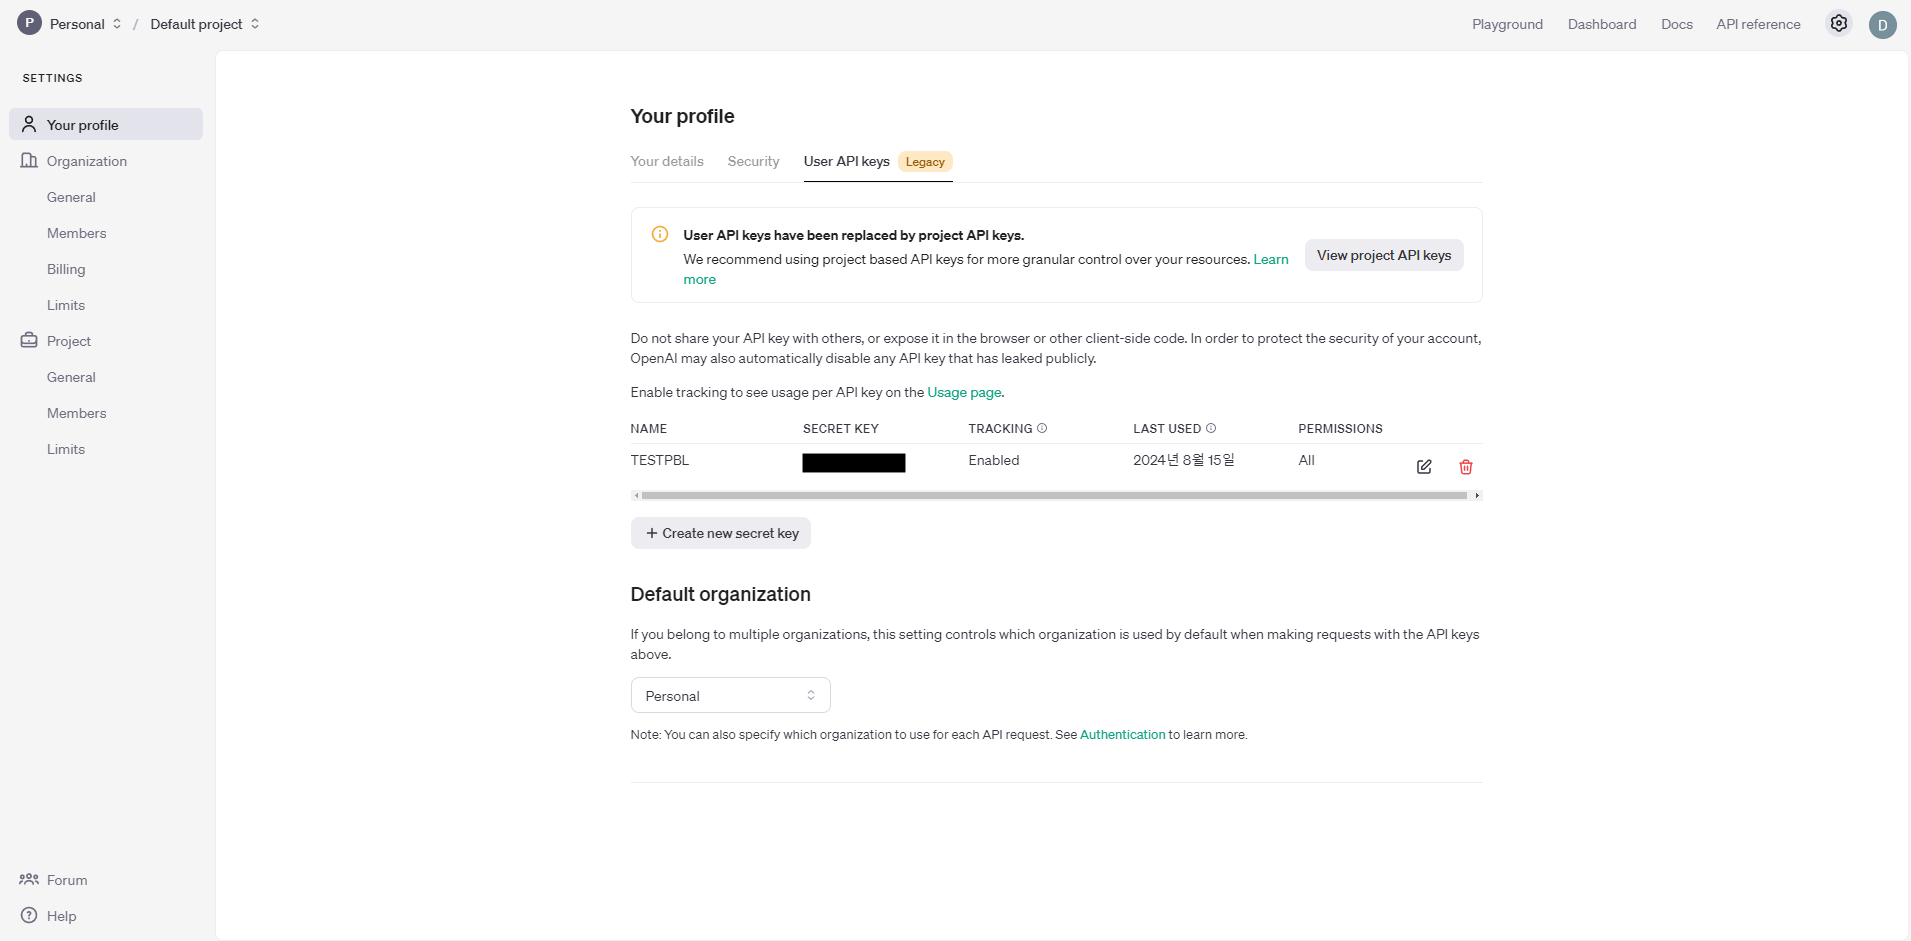 P Personal / Default project
Playground Dashboard Docs API reference D
SETTINGS
Your profile
Organization
General
Members
Billing
Limits
Project
General
Members
Limits
Forum
Help
Your profile
Your details Security User API keys Legacy
User API keys have been replaced by project API keys.
We recommend using project based API keys for more granular control over your resources. Learn
more
View project API keys
Do not share your API key with others, or expose it in the browser or other client-side code. In order to protect the security of your account,
OpenAI may also automatically disable any API key that has leaked publicly.
Enable tracking to see usage per API key on the Usage page.
NAME SECRET KEY TRACKING LAST USED PERMISSIONS
TESTPBL Enabled 2024년 8월 15일 All
+ Create new secret key
Default organization
If you belong to multiple organizations, this setting controls which organization is used by default when making requests with the API keys
above.
Personal
Note: You can also specify which organization to use for each API request. See Authentication to learn more.